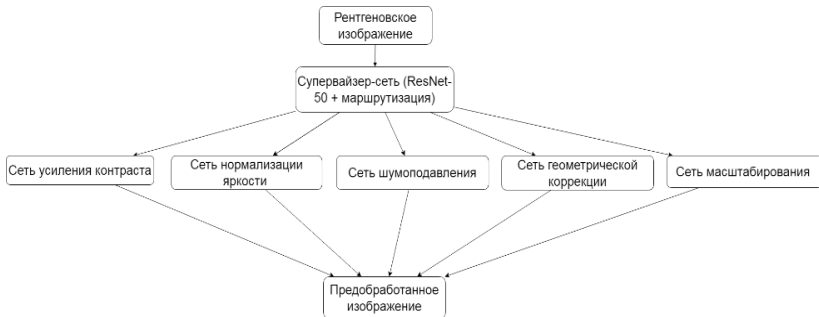 Рентгеновское
изображение
Супервайзер-сеть (ResNet-
50 + маршрутизация)
Сеть усиления контраста
Сеть нормализации
яркости
Сеть шумоподавления
Сеть геометрической
коррекции
Сеть масштабирования
Предобработанное
изображение